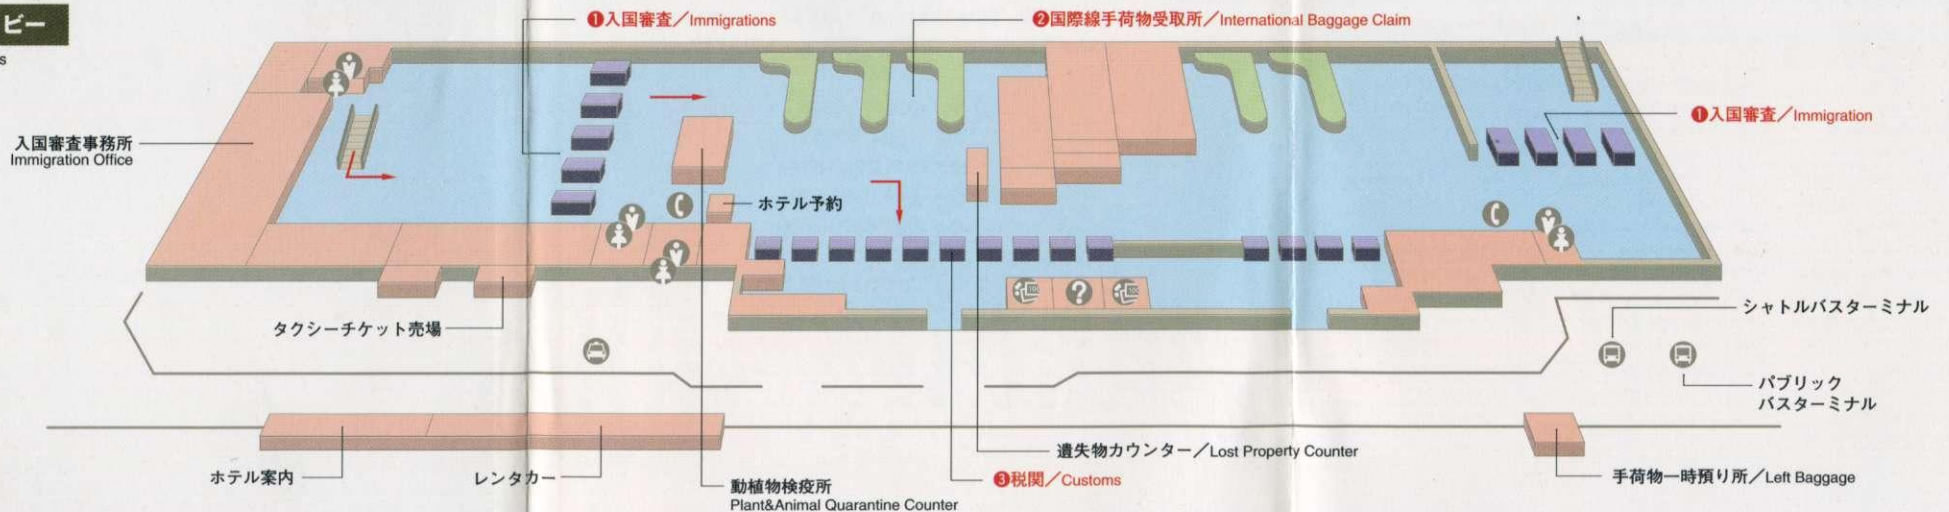 ビー
s
❶入国審査／Immigrations
❷国際線手荷物受取所／International Baggage Claim
❶入国審査／Immigration
入国審査事務所
Immigration Office
ホテル予約
タクシーチケット売場
シャトルバスターミナル
パブリック
バスターミナル
ホテル案内
レンタカー
動植物検疫所
Plant&Animal Quarantine Counter
❸税関／Customs
遺失物カウンター／Lost Property Counter
手荷物一時預り所／Left Baggage
?